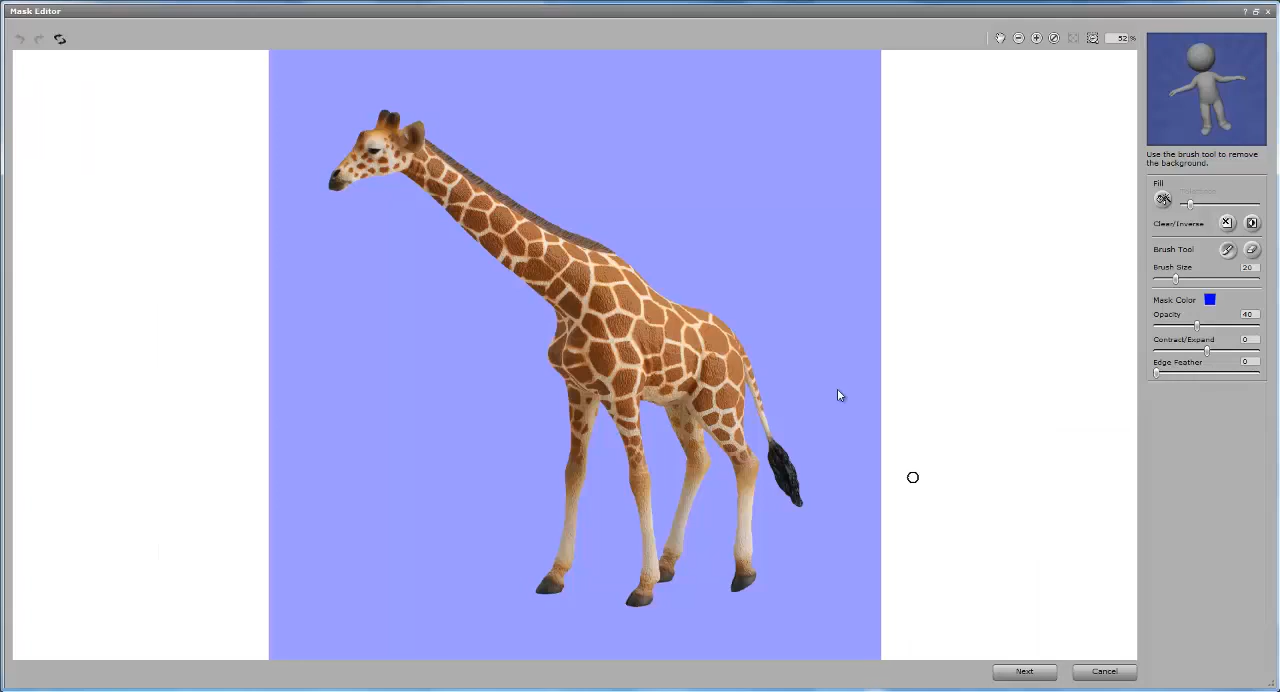 Mask Editor
52 %
Use the brush tool to remove
the background.
Fill
Clear/Inverse
Brush Tool
Brush Size 20
Mask Color
Opacity 40
Contract/Expand 0
Edge Feather 0
Next Cancel